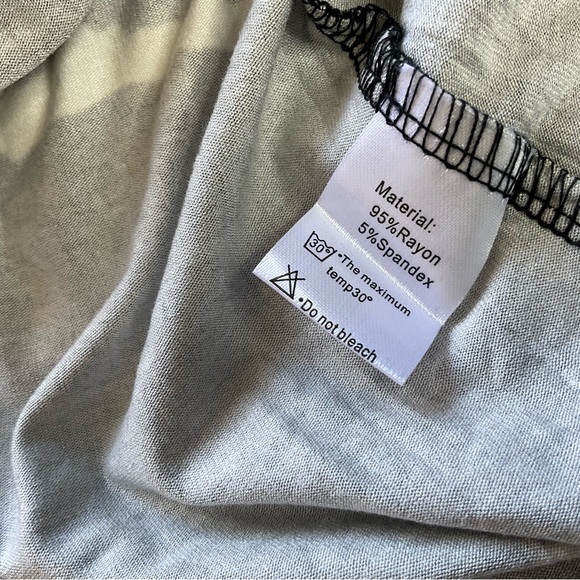 Material:
95%Rayon
5%Spandex
30° •The maximum
temp30°
•Do not bleach